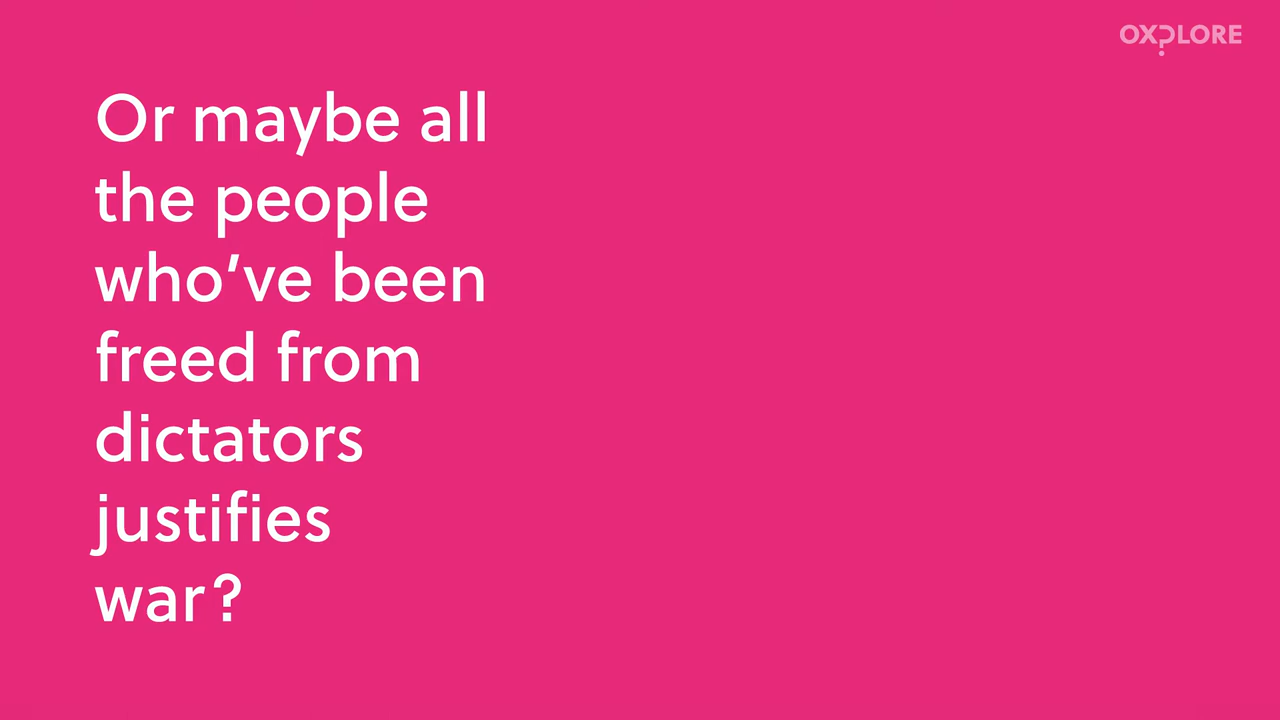 OXPLORE
Or maybe all
the people
who've been
freed from
dictators
justifies
war?